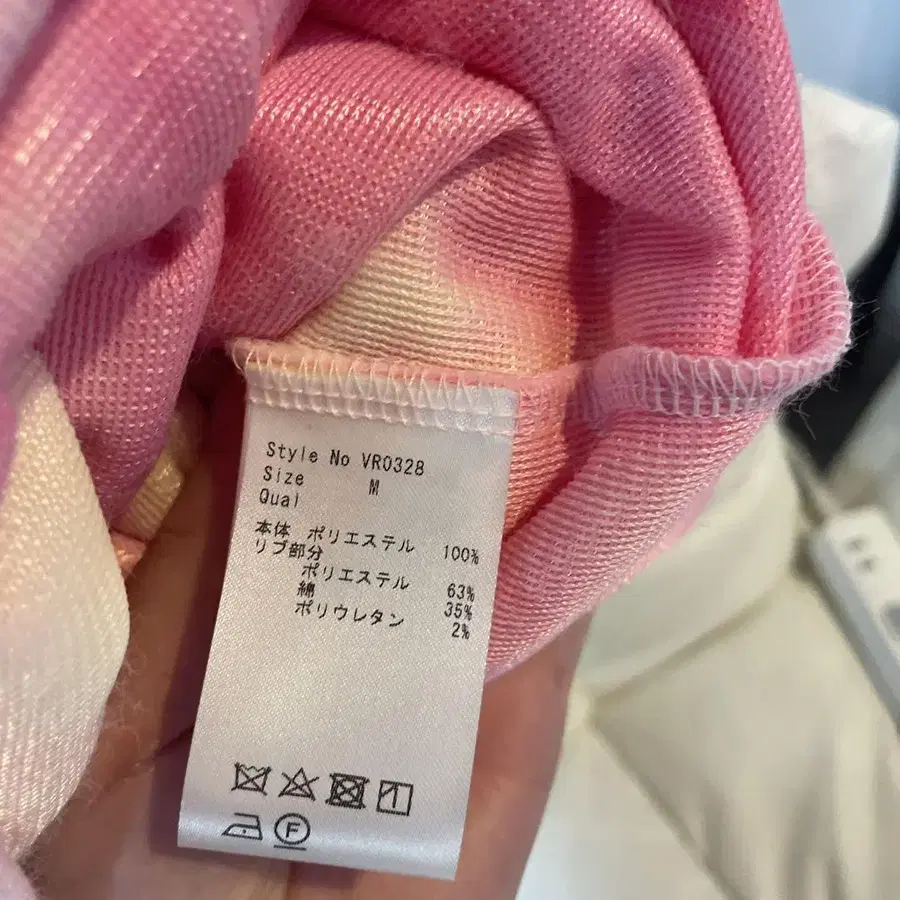 Style No VR0328
Size M
Qual
本体 ポリエステル 100%
リブ部分
ポリエステル 63%
綿 35%
ポリウレタン 2%
F